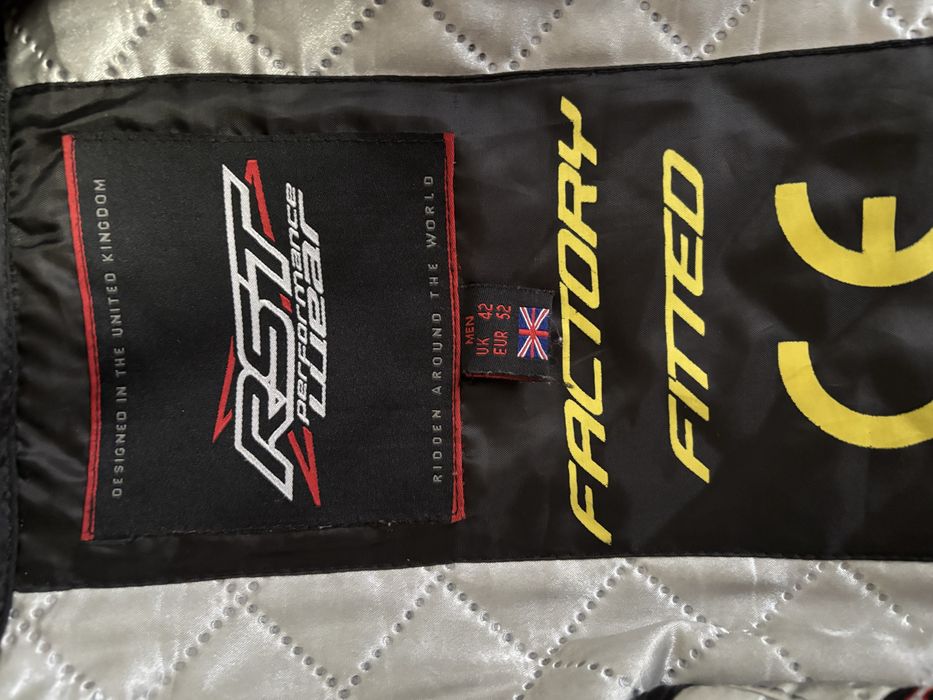 DESIGNED IN THE UNITED KINGDOM
RST
performance
wear
RIDDEN AROUND THE WORLD
MEN
UK 42
EUR 52
FACTORY
FITTED
CE